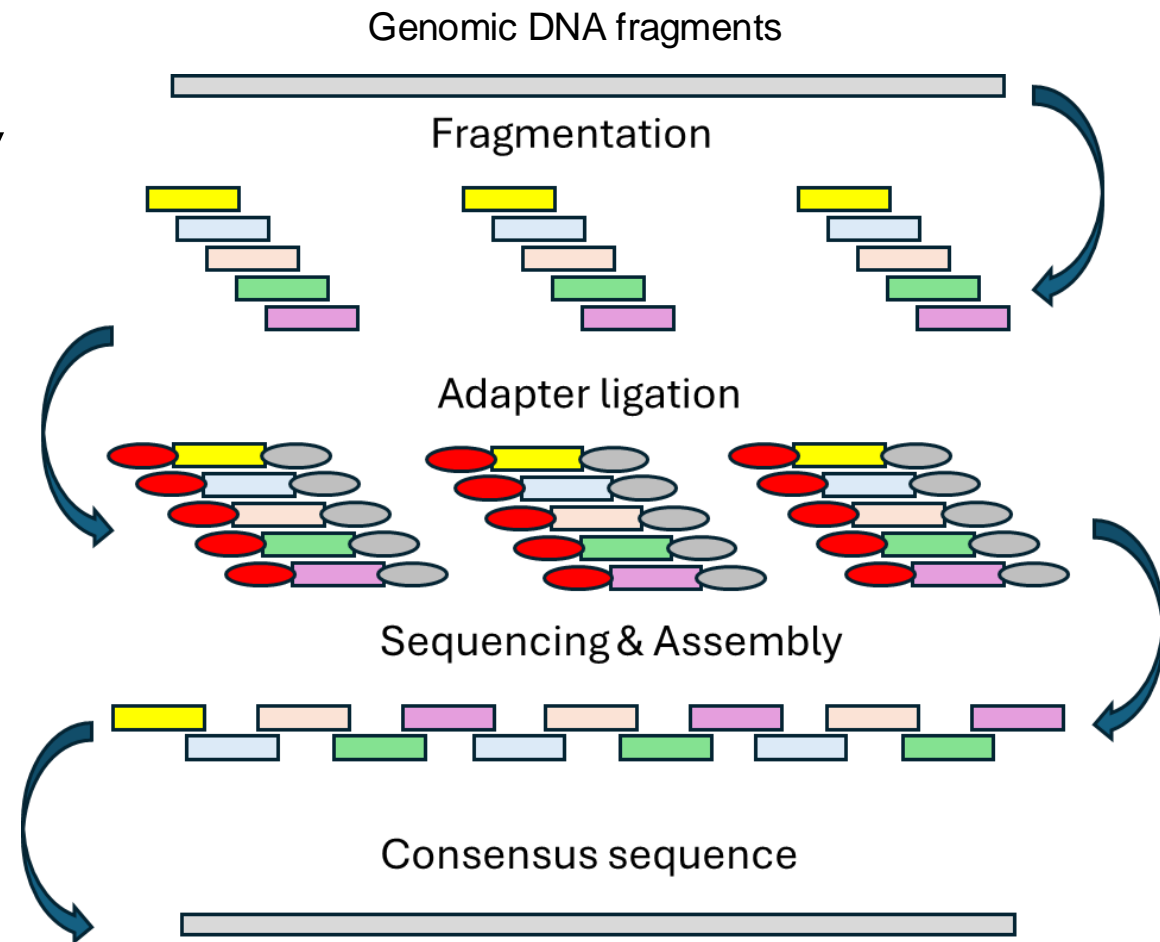 Genomic DNA fragments
Fragmentation
Adapter ligation
Sequencing & Assembly
Consensus sequence